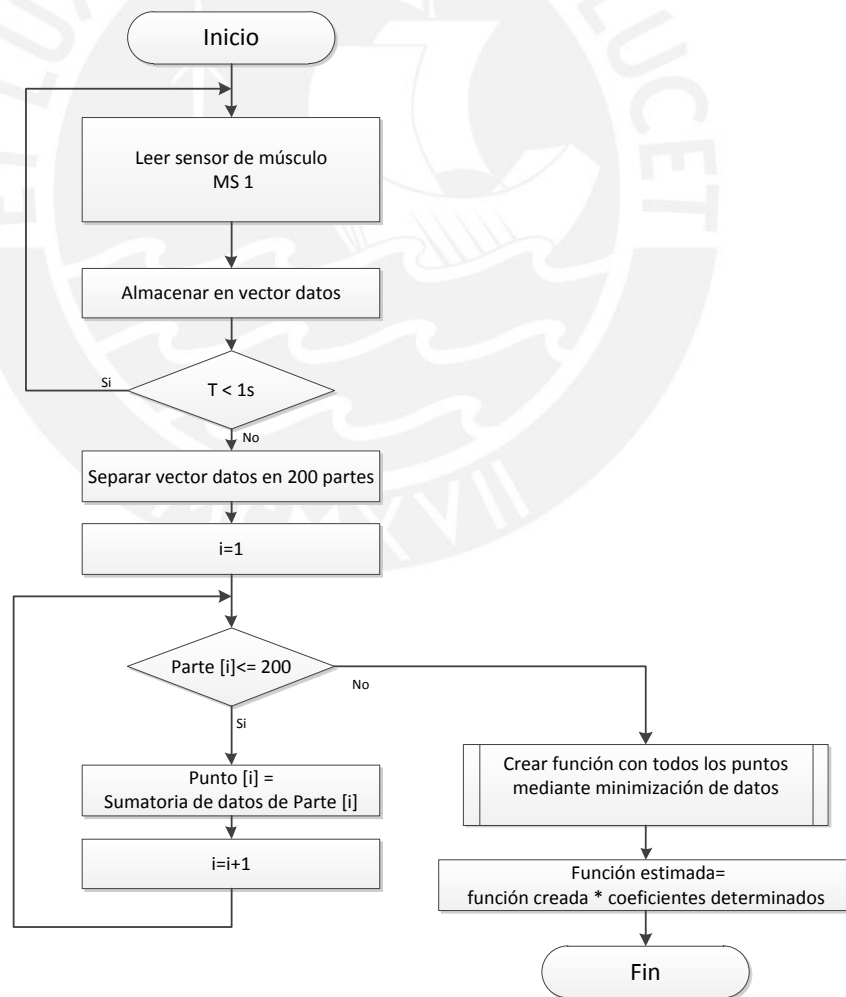 Inicio
Leer sensor de músculo
MS 1
Almacenar en vector datos
Si
T < 1s
No
Separar vector datos en 200 partes
i=1
Parte [i]<= 200
No
Si
Punto [i] =
Sumatoria de datos de Parte [i]
i=i+1
Crear función con todos los puntos
mediante minimización de datos
Función estimada=
función creada * coeficientes determinados
Fin